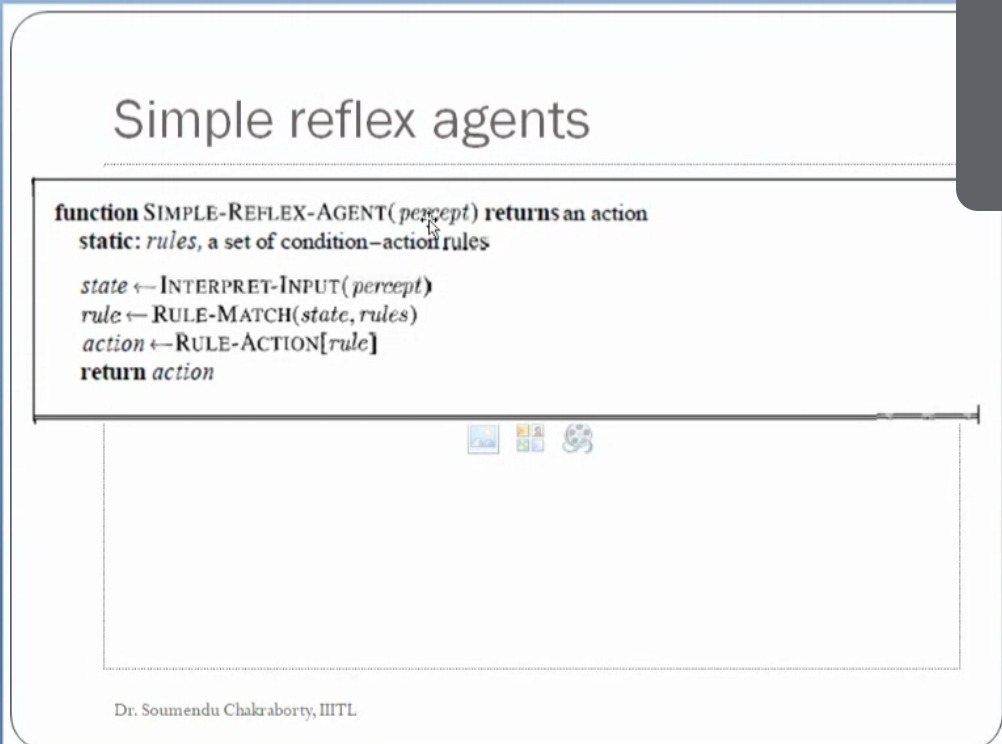 Simple reflex agents
function SIMPLE-REFLEX-AGENT(percept) returns an action
static: rules, a set of condition–action rules
state ← INTERPRET-INPUT(percept)
rule ← RULE-MATCH(state, rules)
action ← RULE-ACTION[rule]
return action
Dr. Soumendu Chakraborty, IIITL